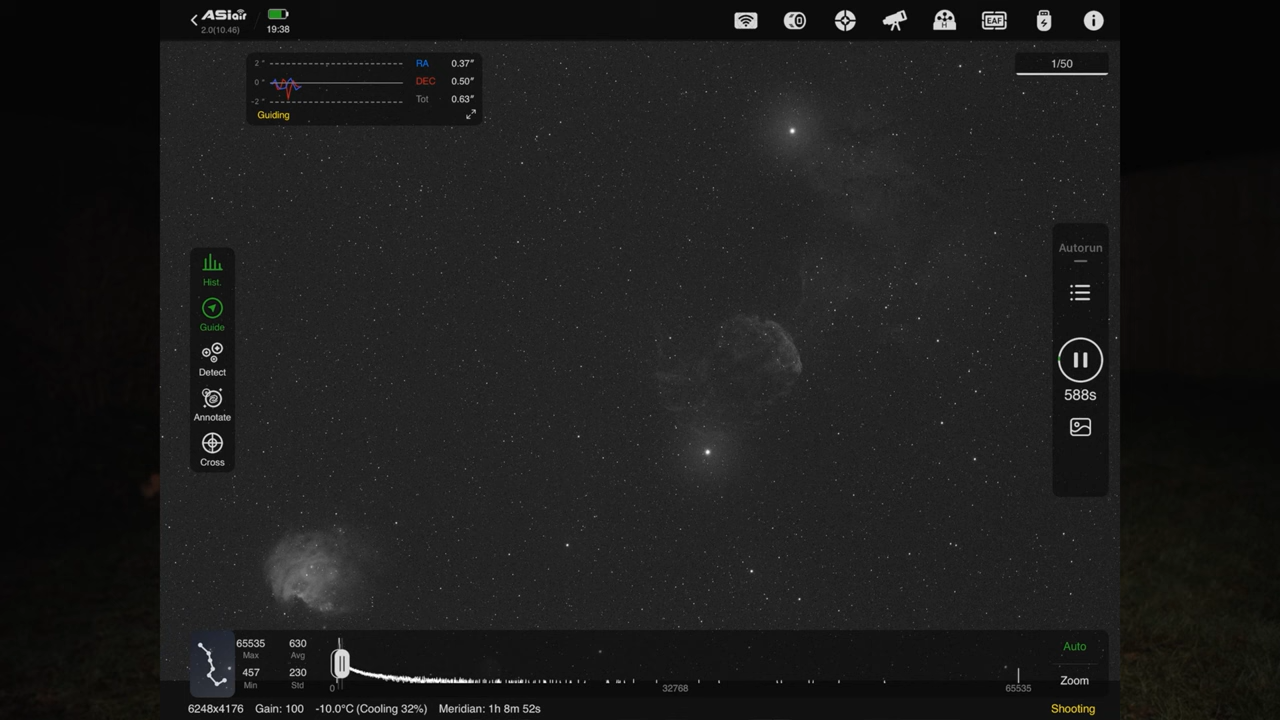 ASiair
2.0(10.46)
19:38
EAF
H
2"
0"
-2"
RA 0.37"
DEC 0.50"
Tot 0.63"
Guiding
1/50
Hist.
Guide
Detect
Annotate
Cross
Autorun
588s
65535 630
Max Avg
457 230
Min Std
0 32768 65535
Auto
Zoom
6248x4176 Gain: 100 -10.0°C (Cooling 32%) Meridian: 1h 8m 52s
Shooting